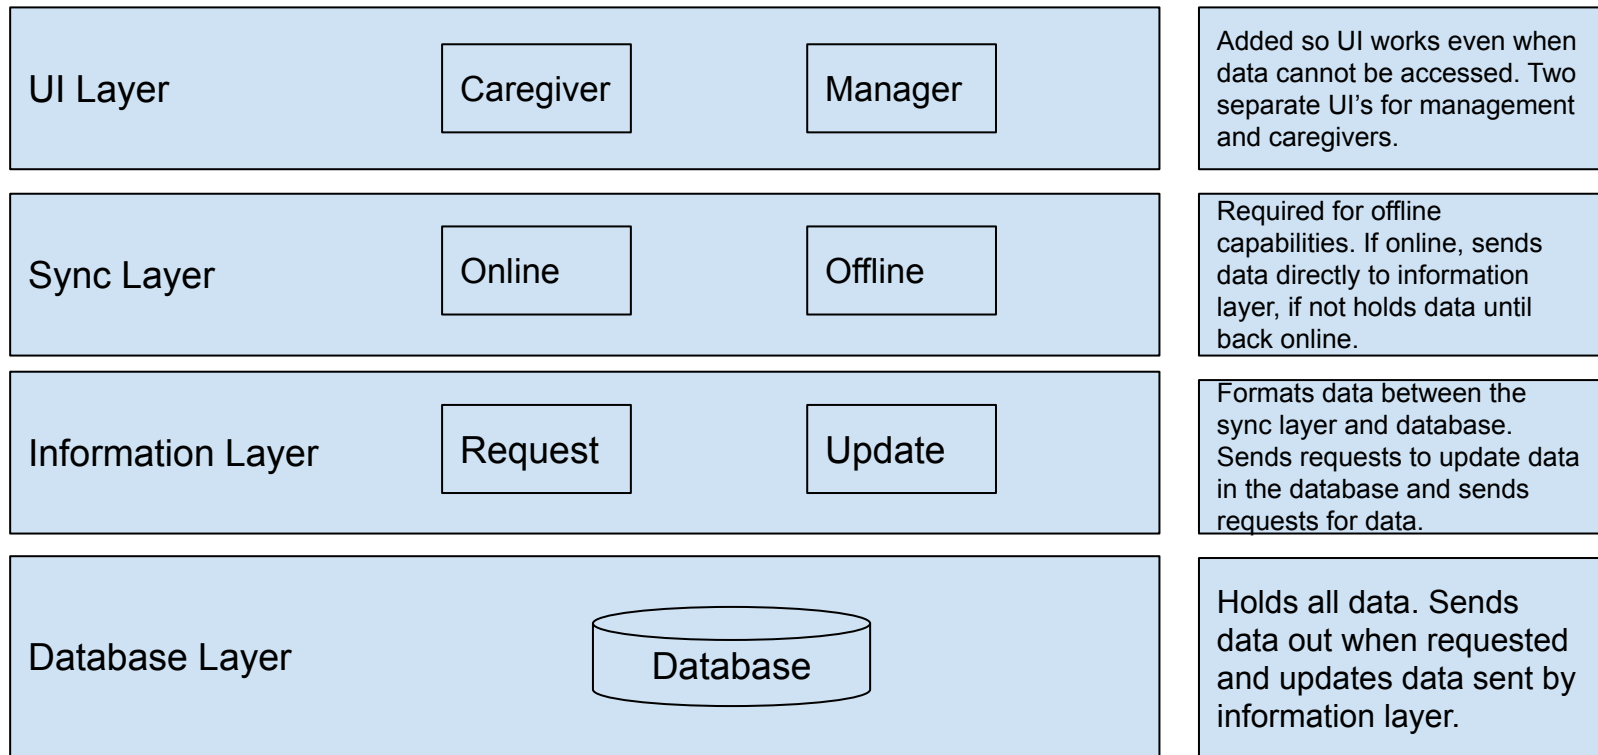 UI Layer
Caregiver
Manager
Added so UI works even when
data cannot be accessed. Two
separate UI’s for management
and caregivers.
Sync Layer
Online
Offline
Required for offline
capabilities. If online, sends
data directly to information
layer, if not holds data until
back online.
Information Layer
Request
Update
Formats data between the
sync layer and database.
Sends requests to update data
in the database and sends
requests for data.
Database Layer
Database
Holds all data. Sends
data out when requested
and updates data sent by
information layer.